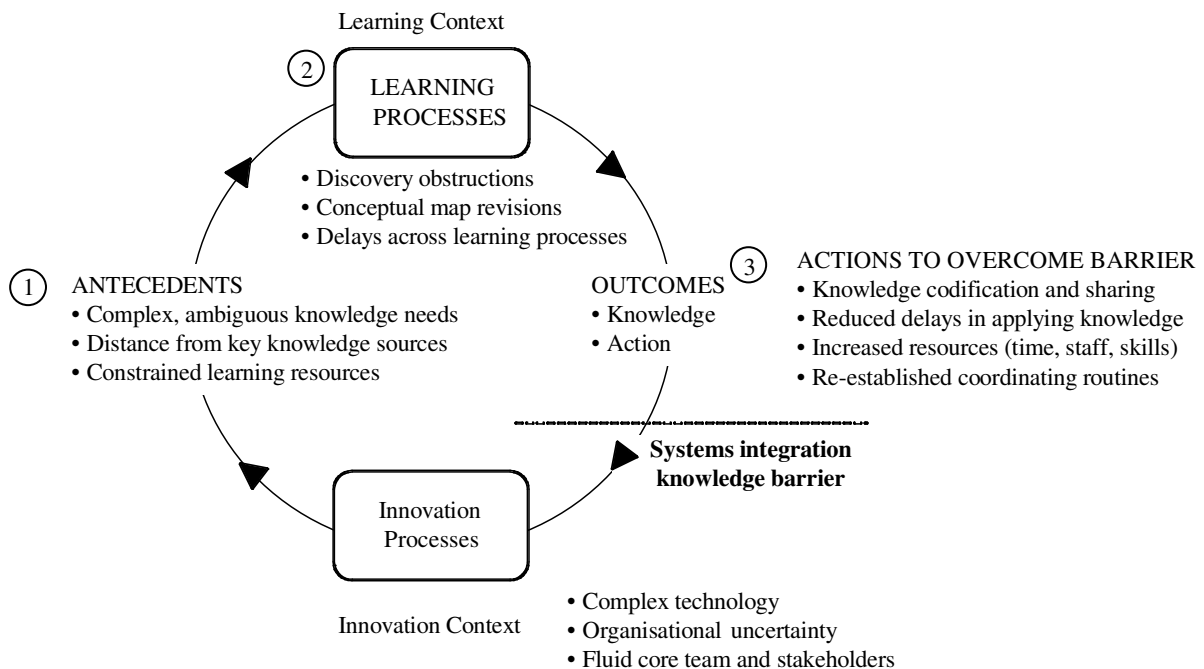 Learning Context
2
LEARNING
PROCESSES
• Discovery obstructions
• Conceptual map revisions
• Delays across learning processes
1
ANTECEDENTS
• Complex, ambiguous knowledge needs
• Distance from key knowledge sources
• Constrained learning resources
OUTCOMES
• Knowledge
• Action
3
ACTIONS TO OVERCOME BARRIER
• Knowledge codification and sharing
• Reduced delays in applying knowledge
• Increased resources (time, staff, skills)
• Re-established coordinating routines
Systems integration
knowledge barrier
Innovation
Processes
Innovation Context
• Complex technology
• Organisational uncertainty
• Fluid core team and stakeholders